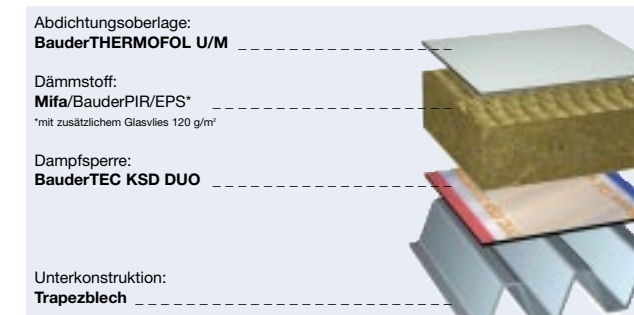 Abdichtungsoberlage:
BauderTHERMOFOL U/M
Dämmstoff:
Mifa/BauderPIR/EPS*
*mit zusätzlichem Glasvlies 120 g/m²
Dampfsperre:
BauderTEC KSD DUO
Unterkonstruktion:
Trapezblech